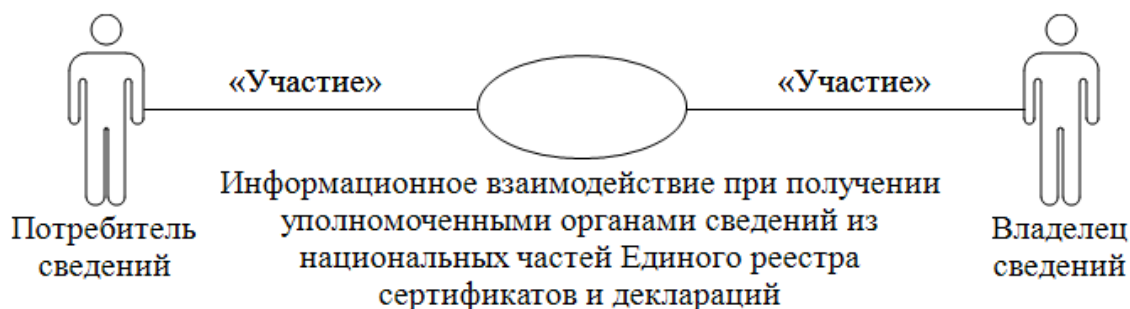 «Участие»
«Участие»
Информационное взаимодействие при получении
уполномоченными органами сведений из
национальных частей Единого реестра
сертификатов и деклараций
Потребитель
сведений
Владелец
сведений